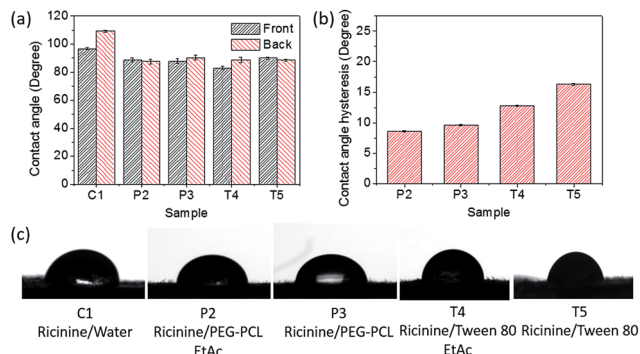 (a)
Contact angle (Degree)
120
100
80
60
40
20
0
Front
Back
C1 P2 P3 T4 T5
Sample
(b)
Contact angle hysteresis (Degree)
25
20
15
10
5
0
P2 P3 T4 T5
Sample
(c)
C1 P2 P3 T4 T5
Ricinine/Water Ricinine/PEG-PCL Ricinine/PEG-PCL Ricinine/Tween 80 Ricinine/Tween 80
EtAc EtAc